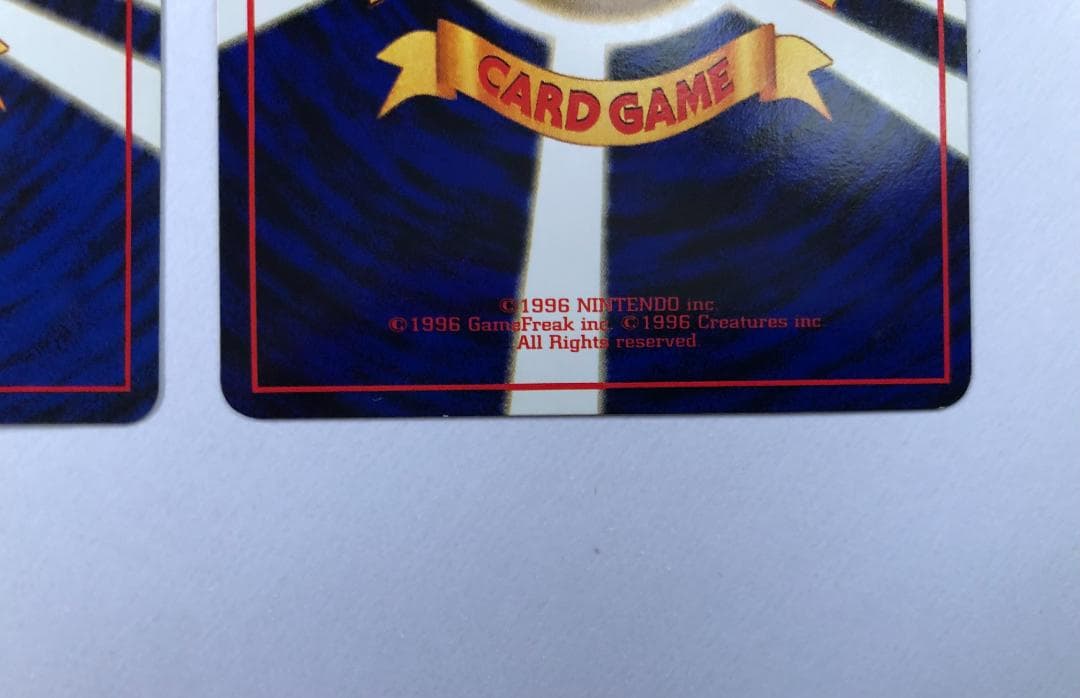 CARD GAME
©1996 NINTENDO inc.
©1996 GameFreak inc. ©1996 Creatures inc.
All Rights reserved.